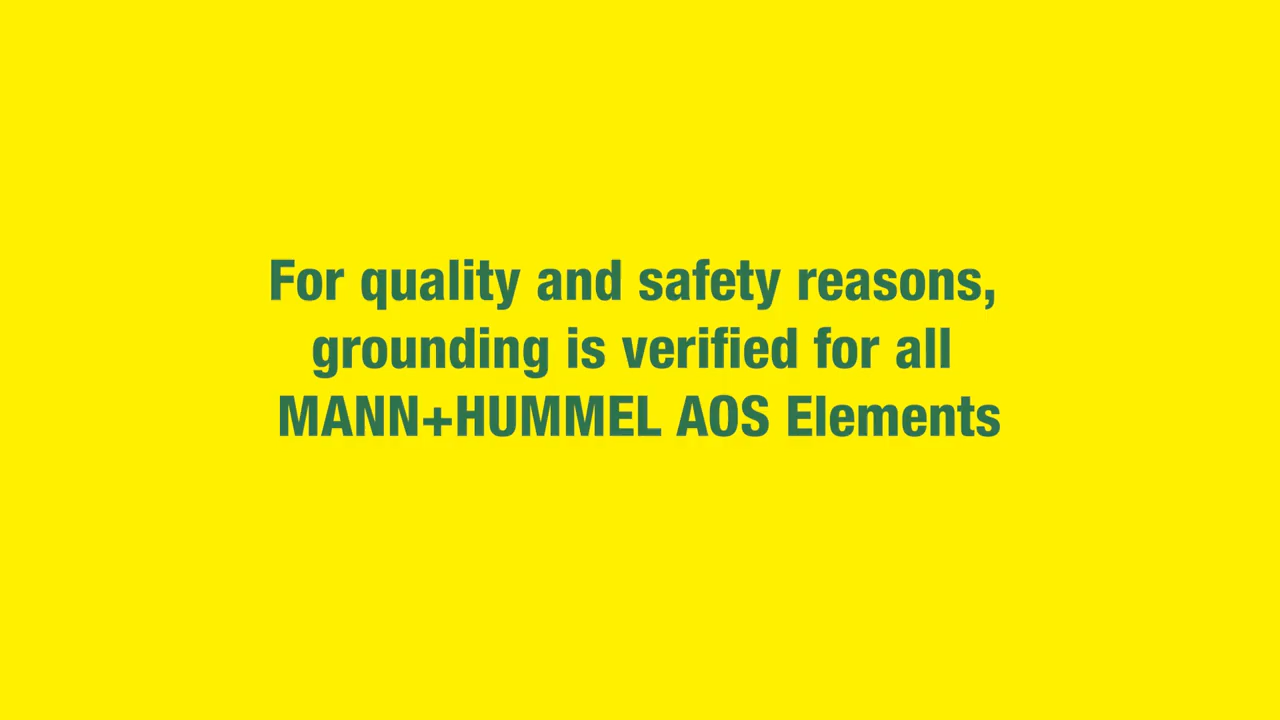 For quality and safety reasons,
grounding is verified for all
MANN+HUMMEL AOS Elements